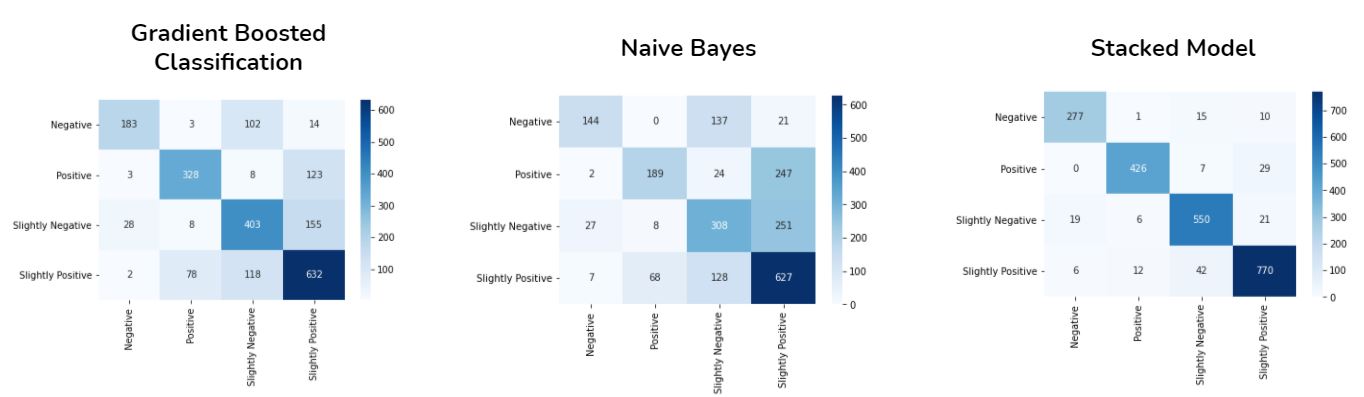 Gradient Boosted
Classification
Naive Bayes
Stacked Model
Negative
183 3 102 14
Positive
3 328 8 123
Slightly Negative
28 8 403 155
Slightly Positive
2 78 118 632
Negative
Positive
Slightly Negative
Slightly Positive
600
500
400
300
200
100
Negative
144 0 137 21
Positive
2 189 24 247
Slightly Negative
27 8 308 251
Slightly Positive
7 68 128 627
Negative
Positive
Slightly Negative
Slightly Positive
600
500
400
300
200
100
0
Negative
277 1 15 10
Positive
0 426 7 29
Slightly Negative
19 6 550 21
Slightly Positive
6 12 42 770
Negative
Positive
Slightly Negative
Slightly Positive
700
600
500
400
300
200
100
0